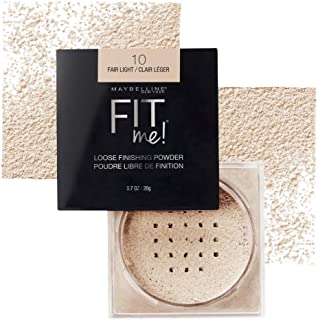 10
FAIR LIGHT / CLAIR LÉGER
MAYBELLINE
NEW YORK
FIT
me!
LOOSE FINISHING POWDER
POUDRE LIBRE DE FINITION
0.7 OZ / 20g